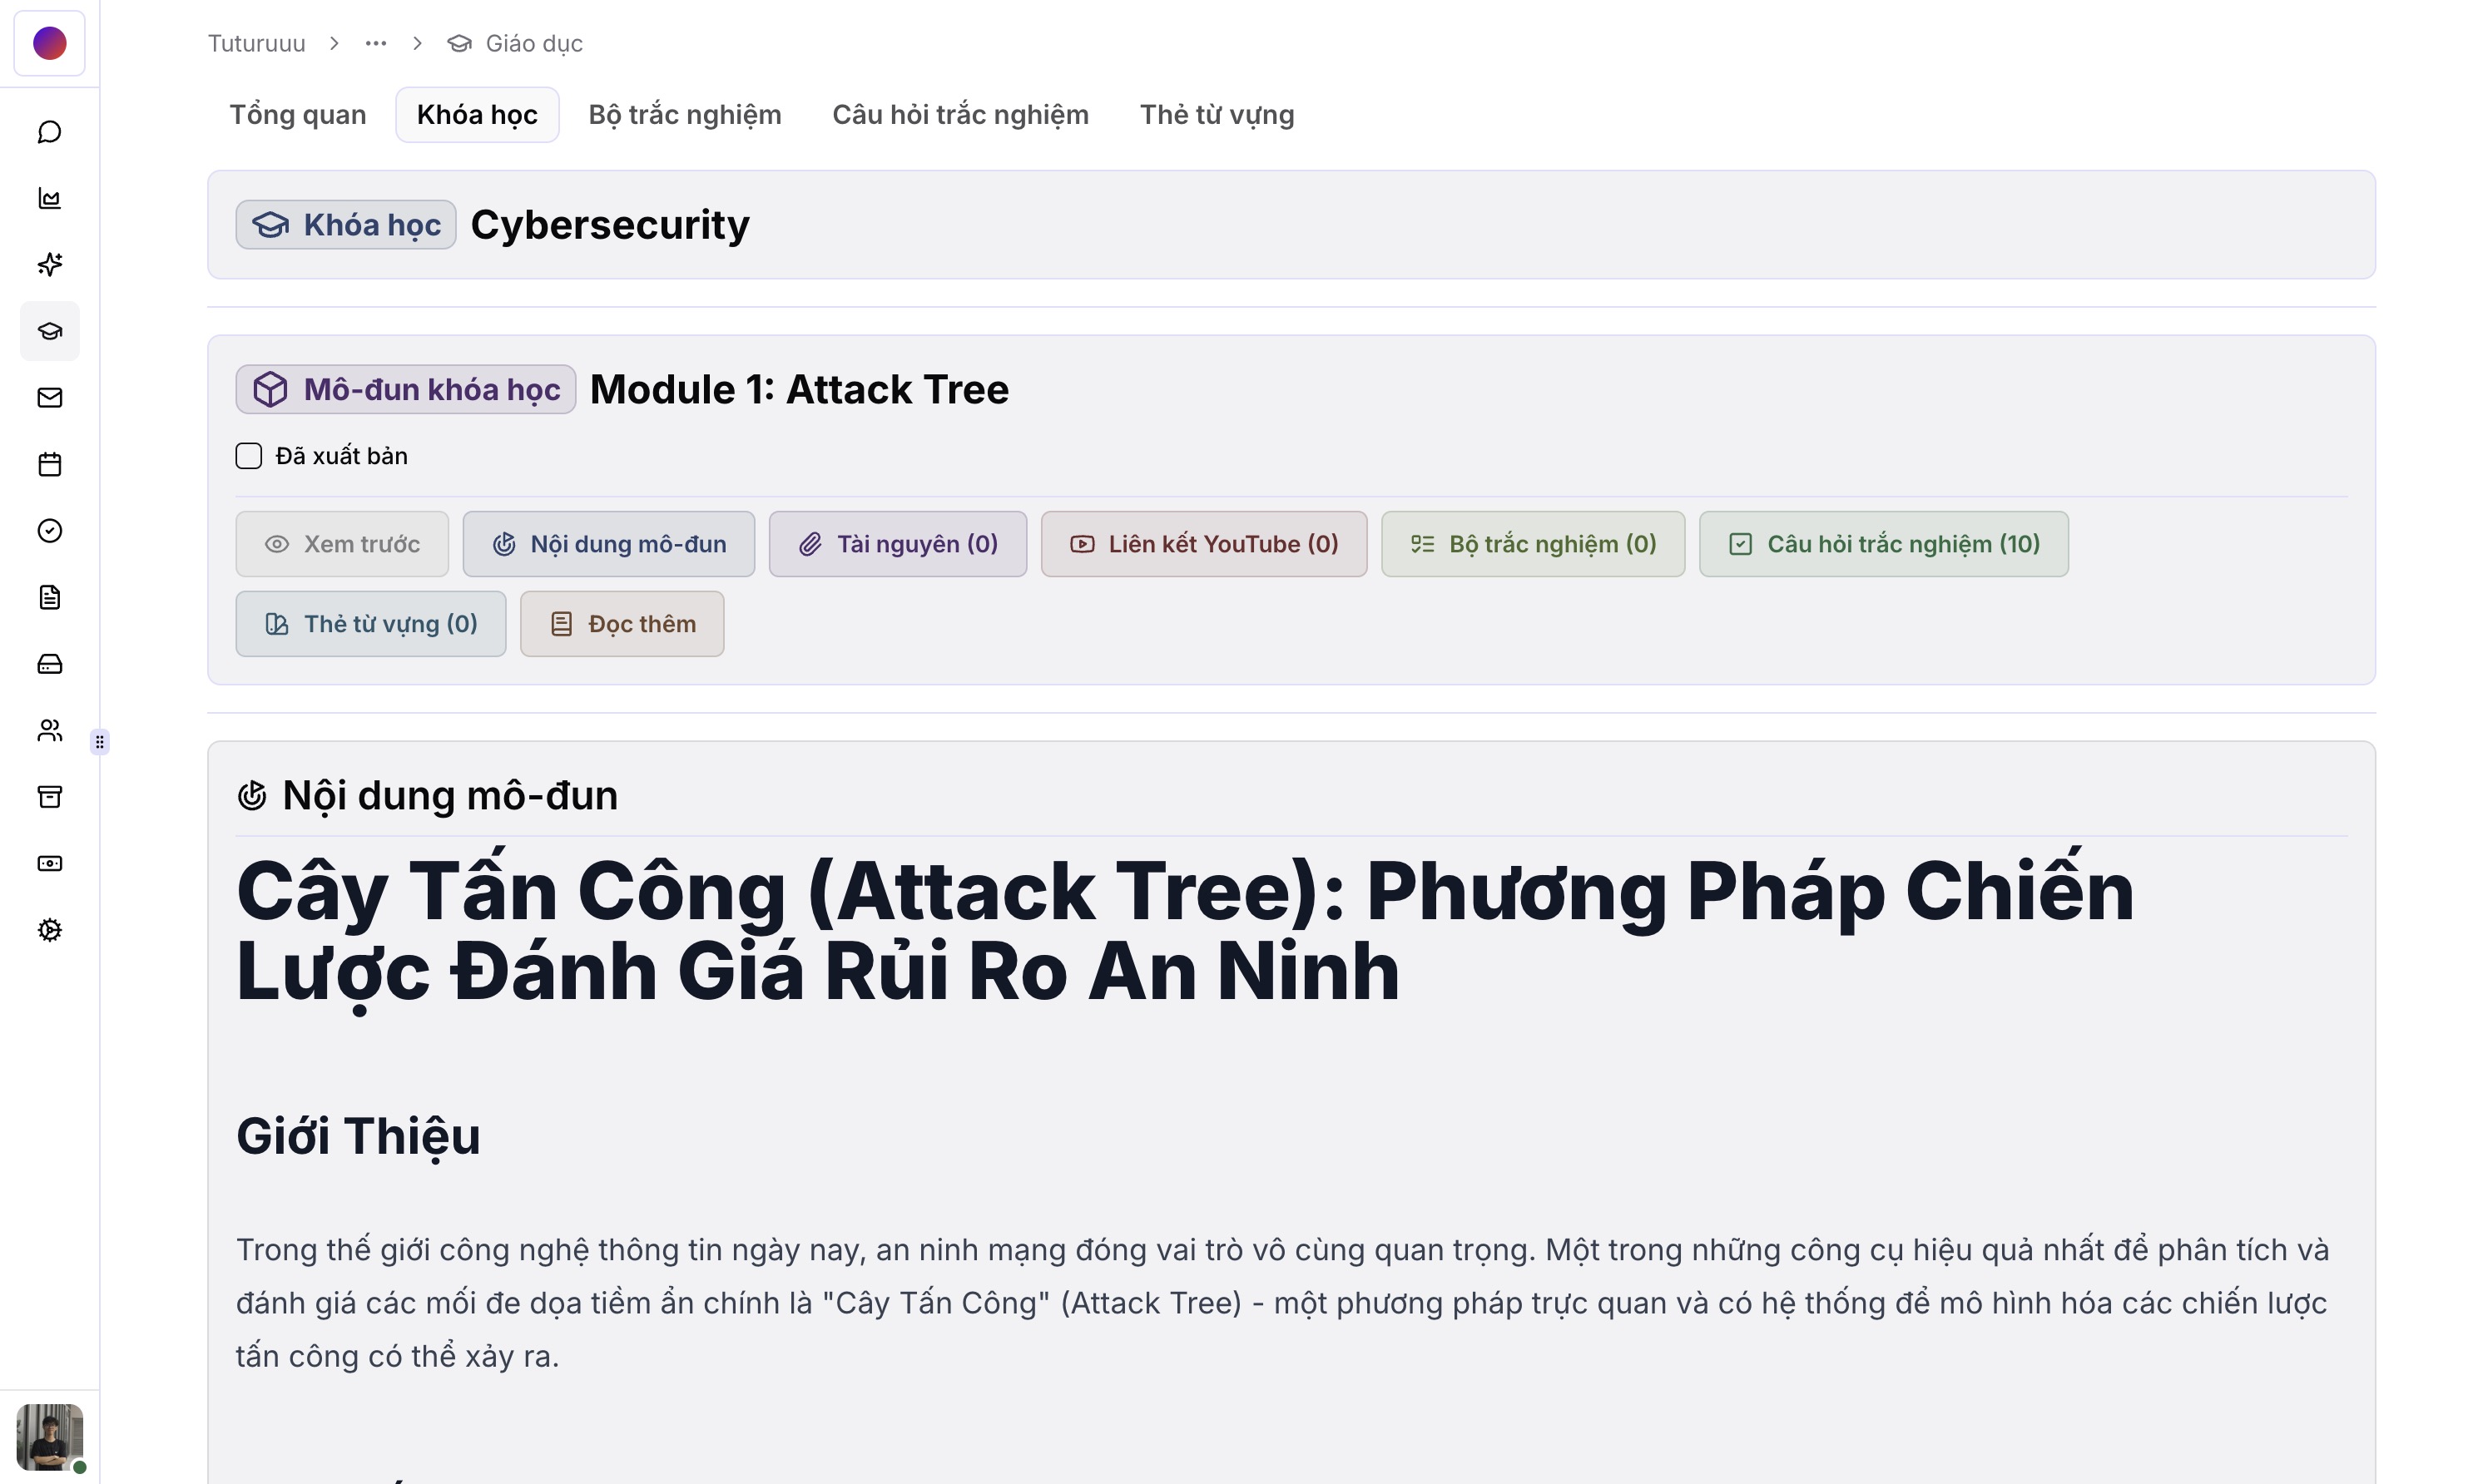 Tuturuuu > ... > Giáo dục
Tổng quan Khóa học Bộ trắc nghiệm Câu hỏi trắc nghiệm Thẻ từ vựng
Khóa học Cybersecurity
Mô-đun khóa học Module 1: Attack Tree
Đã xuất bản
Xem trước Nội dung mô-đun Tài nguyên (0) Liên kết YouTube (0) Bộ trắc nghiệm (0) Câu hỏi trắc nghiệm (10)
Thẻ từ vựng (0) Đọc thêm
Nội dung mô-đun
Cây Tấn Công (Attack Tree): Phương Pháp Chiến
Lược Đánh Giá Rủi Ro An Ninh
Giới Thiệu
Trong thế giới công nghệ thông tin ngày nay, an ninh mạng đóng vai trò vô cùng quan trọng. Một trong những công cụ hiệu quả nhất để phân tích và
đánh giá các mối đe dọa tiềm ẩn chính là "Cây Tấn Công" (Attack Tree) - một phương pháp trực quan và có hệ thống để mô hình hóa các chiến lược
tấn công có thể xảy ra.